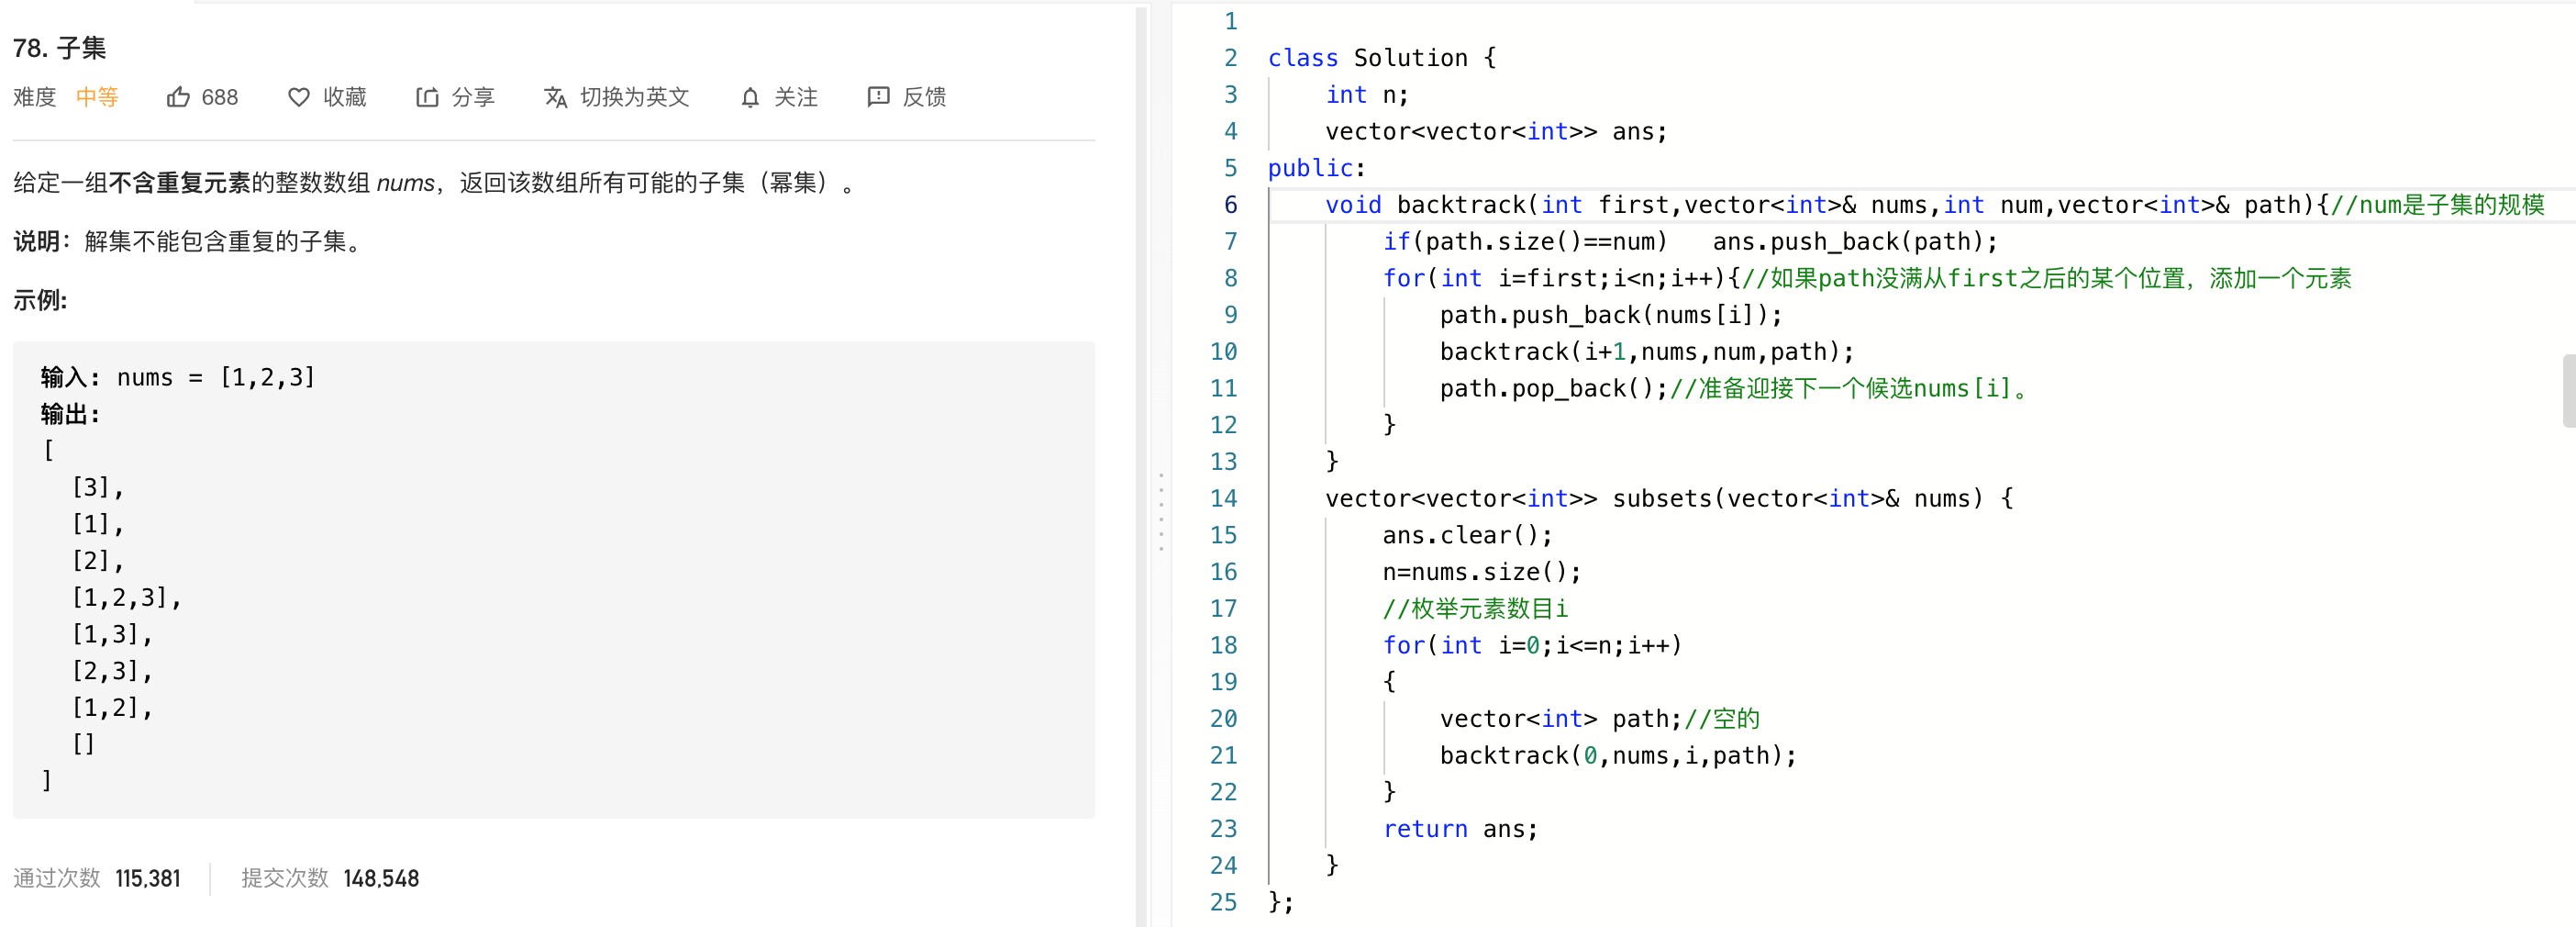 78. 子集
难度 中等 688 收藏 分享 切换为英文 关注 反馈
给定一组不含重复元素的整数数组 nums，返回该数组所有可能的子集（幂集）。
说明：解集不能包含重复的子集。
示例:
输入: nums = [1,2,3]
输出:
[
  [3],
  [1],
  [2],
  [1,2,3],
  [1,3],
  [2,3],
  [1,2],
  []
]
通过次数 115,381 提交次数 148,548
1
2 class Solution {
3     int n;
4     vector<vector<int>> ans;
5 public:
6     void backtrack(int first,vector<int>& nums,int num,vector<int>& path){//num是子集的规模
7         if(path.size()==num)   ans.push_back(path);
8         for(int i=first;i<n;i++){//如果path没满从first之后的某个位置，添加一个元素
9             path.push_back(nums[i]);
10             backtrack(i+1,nums,num,path);
11             path.pop_back();//准备迎接下一个候选nums[i]。
12         }
13     }
14     vector<vector<int>> subsets(vector<int>& nums) {
15         ans.clear();
16         n=nums.size();
17         //枚举元素数目i
18         for(int i=0;i<=n;i++)
19         {
20             vector<int> path;//空的
21             backtrack(0,nums,i,path);
22         }
23         return ans;
24     }
25 };